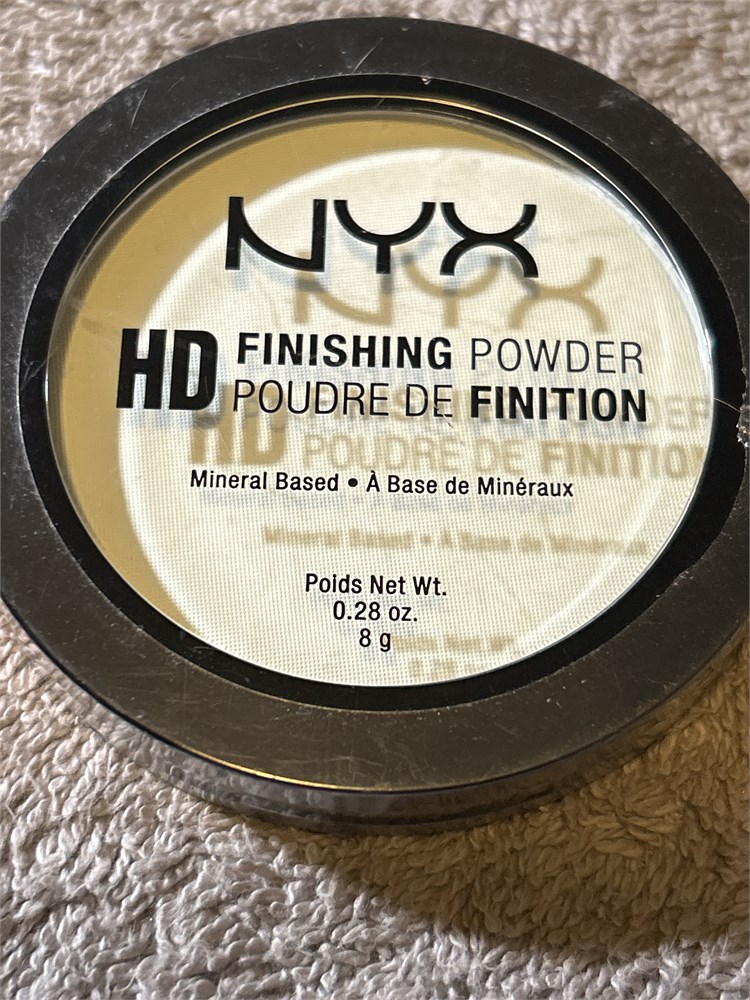 NYX
HD FINISHING POWDER
POUDRE DE FINITION
Mineral Based • À Base de Minéraux
Poids Net Wt.
0.28 oz.
8 g